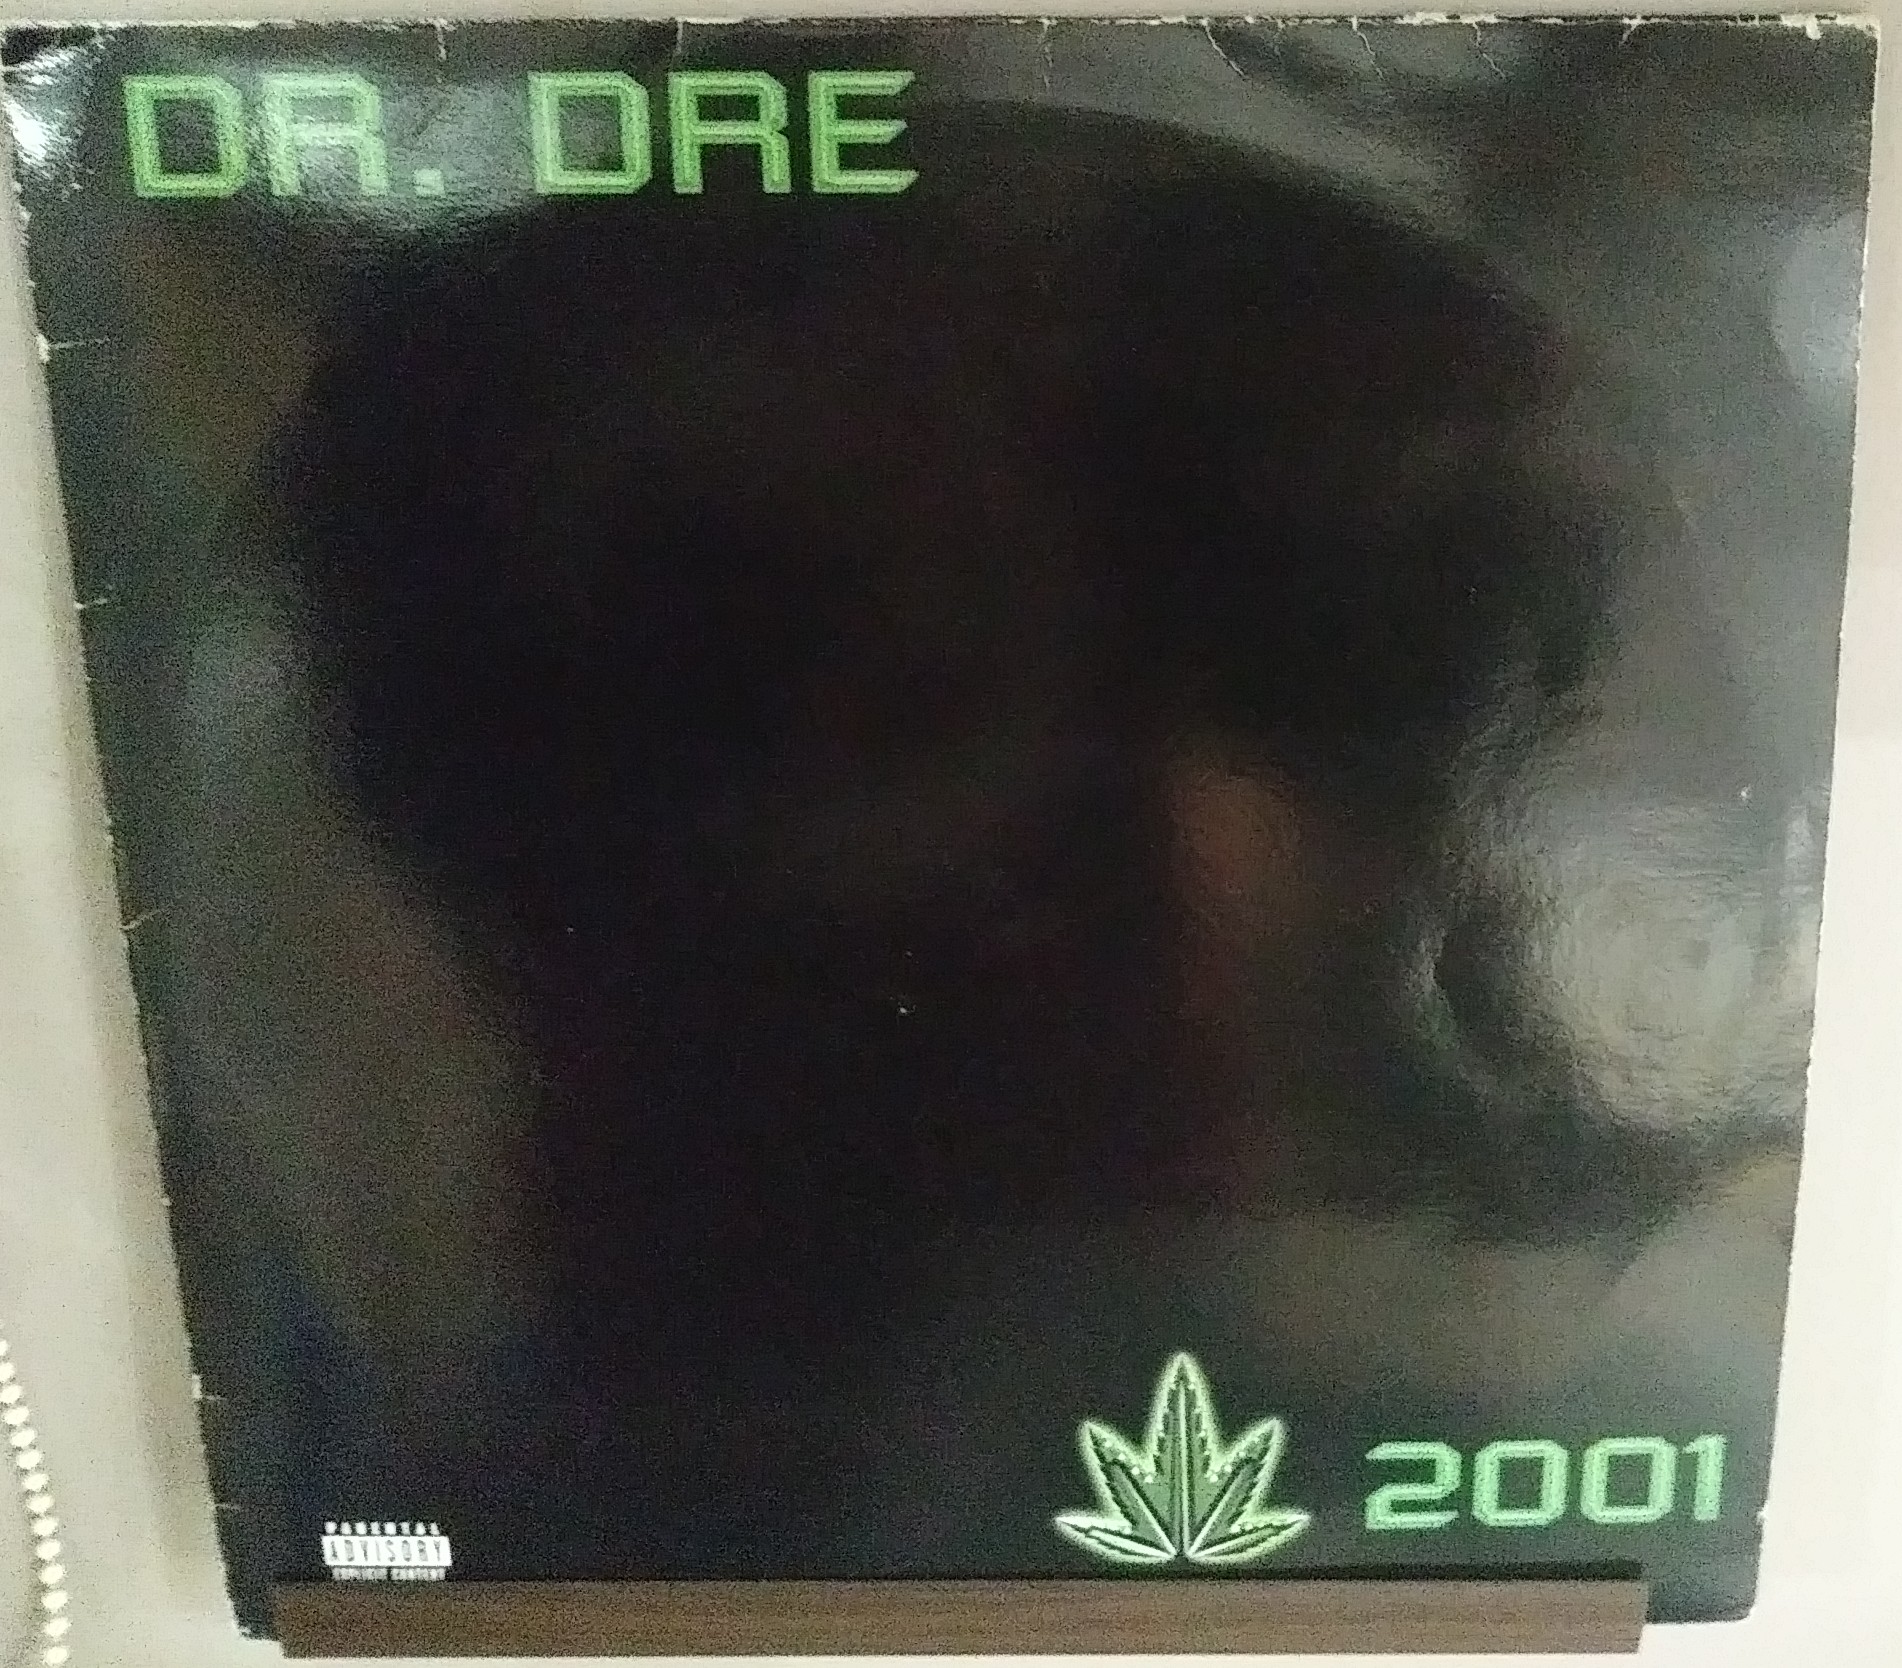 DR. DRE
2001
PARENTAL
ADVISORY
EXPLICIT CONTENT